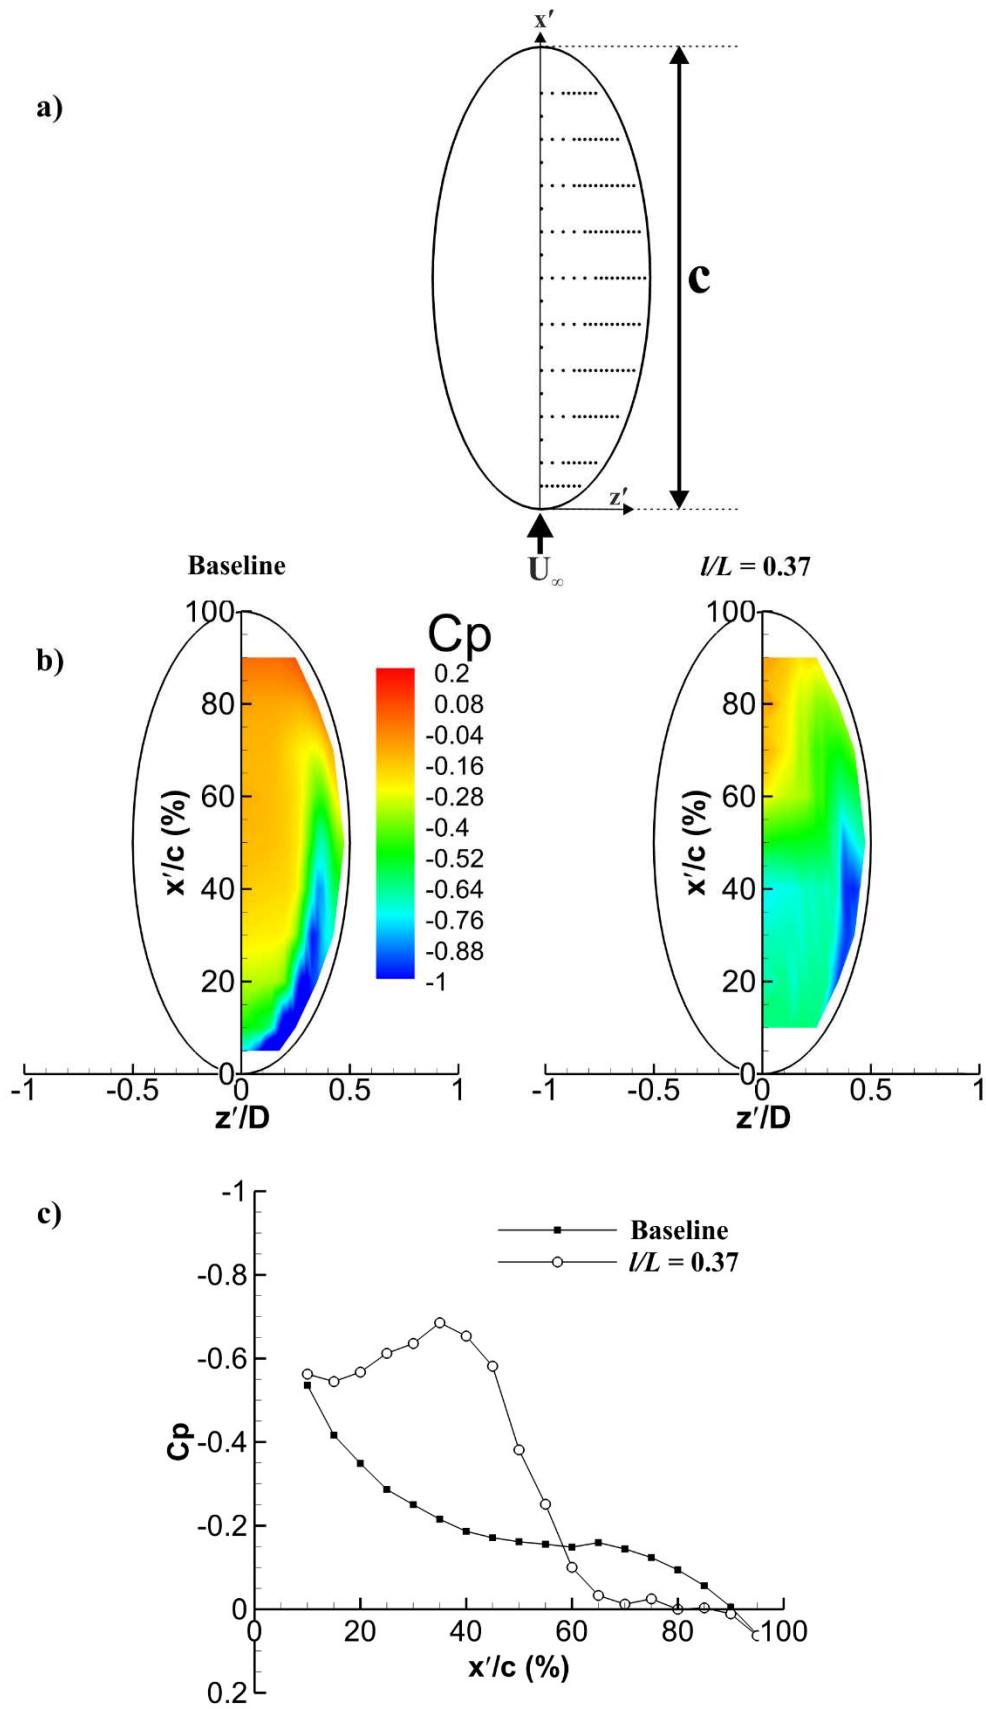 x′
a)
c
z′
U∞
Baseline
l/L = 0.37
b)
100
80
60
40
20
0
x′/c (%)
-1
-0.5
0
0.5
1
z′/D
Cp
0.2
0.08
-0.04
-0.16
-0.28
-0.4
-0.52
-0.64
-0.76
-0.88
-1
100
80
60
40
20
0
x′/c (%)
-1
-0.5
0
0.5
1
z′/D
c)
-1
-0.8
-0.6
-0.4
-0.2
0
0.2
Cp
Baseline
l/L = 0.37
0
20
40
60
80
100
x′/c (%)